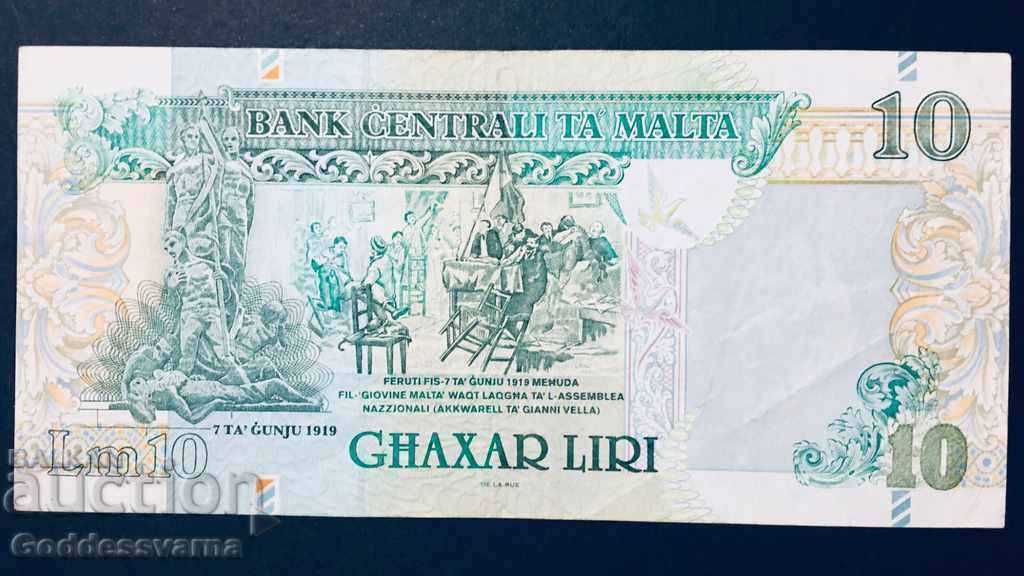 BANK ĊENTRALI TA' MALTA
10
FERUTI FIS-7 TA' ĠUNJU 1919 MEĦUDA
FIL-'GIOVINE MALTA' WAQT LAQGĦA TA' L-ASSEMBLEA
NAZZJONALI (AKKWARELL TA' GIANNI VELLA)
7 TA' ĠUNJU 1919
Lm10
GĦAXAR LIRI
10
DE LA RUE
auction
Goddessvama